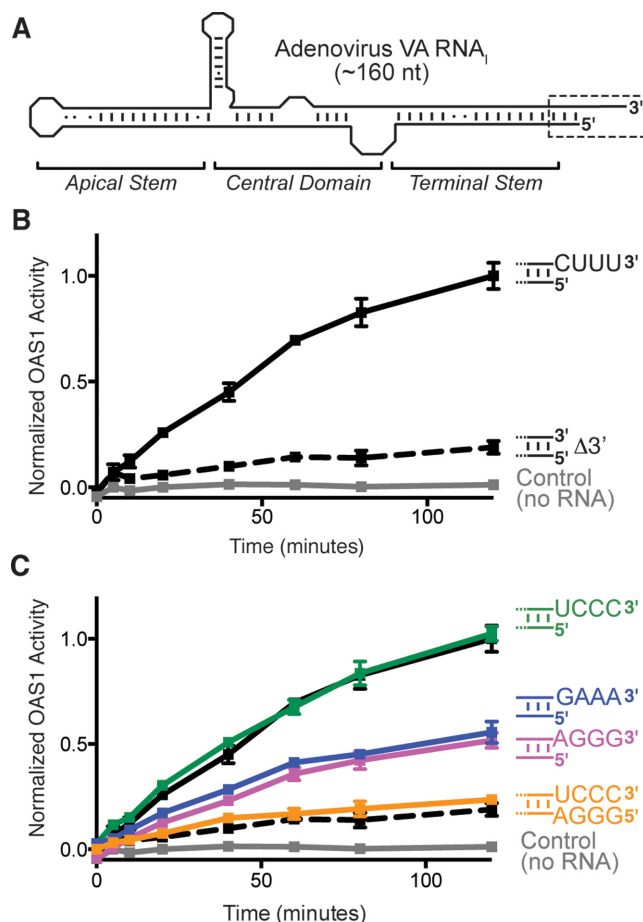 A
Adenovirus VA RNAI
(~160 nt)
3'
5'
Apical Stem
Central Domain
Terminal Stem
B
Normalized OAS1 Activity
1.0
0.5
0.0
0
50
100
Time (minutes)
CUUU3'
5'
3'
5' Δ3'
Control
(no RNA)
C
Normalized OAS1 Activity
1.0
0.5
0.0
0
50
100
Time (minutes)
UCCC3'
5'
GAAA3'
5'
AGGG3'
5'
UCCC3'
AGGG5'
Control
(no RNA)